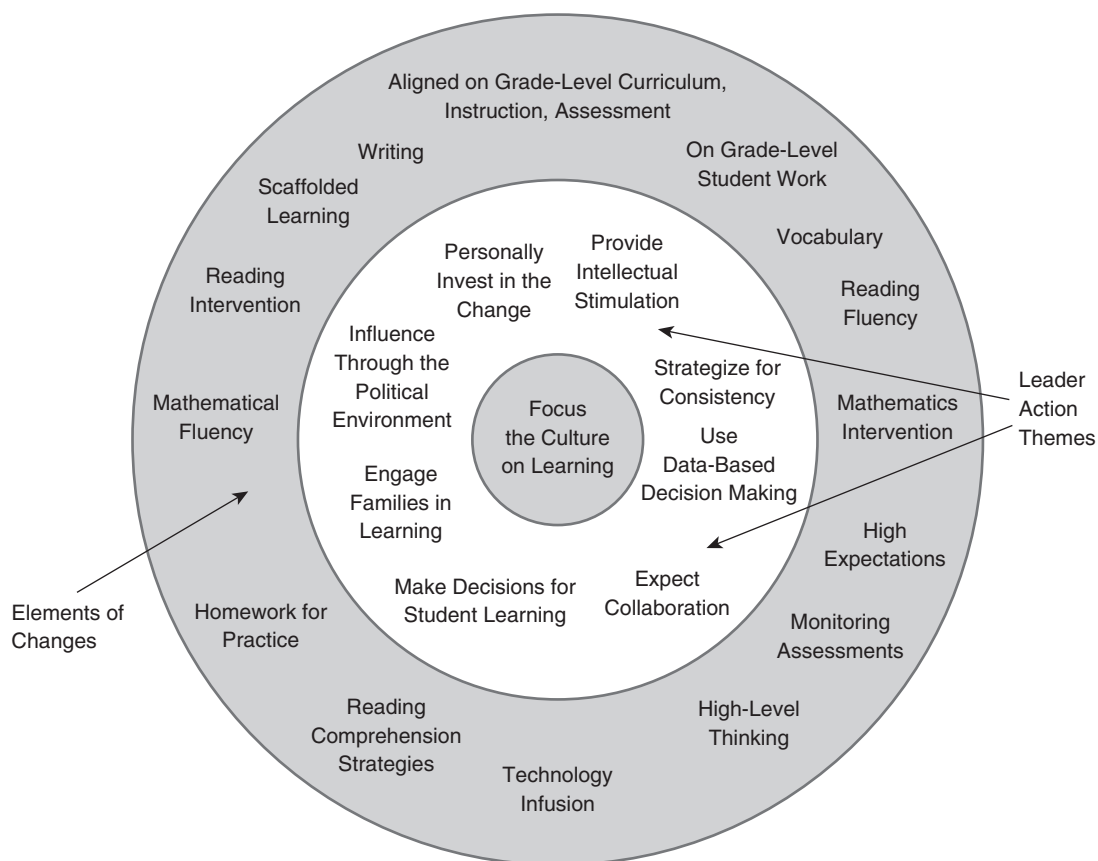 Aligned on Grade-Level Curriculum,
Instruction, Assessment
Writing
On Grade-Level
Student Work
Scaffolded
Learning
Vocabulary
Reading
Intervention
Reading
Fluency
Mathematical
Fluency
Mathematics
Intervention
High
Expectations
Homework for
Practice
Monitoring
Assessments
Reading
Comprehension
Strategies
High-Level
Thinking
Technology
Infusion
Personally
Invest in the
Change
Provide
Intellectual
Stimulation
Influence
Through the
Political
Environment
Strategize for
Consistency
Use
Data-Based
Decision Making
Engage
Families in
Learning
Make Decisions for
Student Learning
Expect
Collaboration
Focus
the Culture
on Learning
Leader
Action
Themes
Elements of
Changes